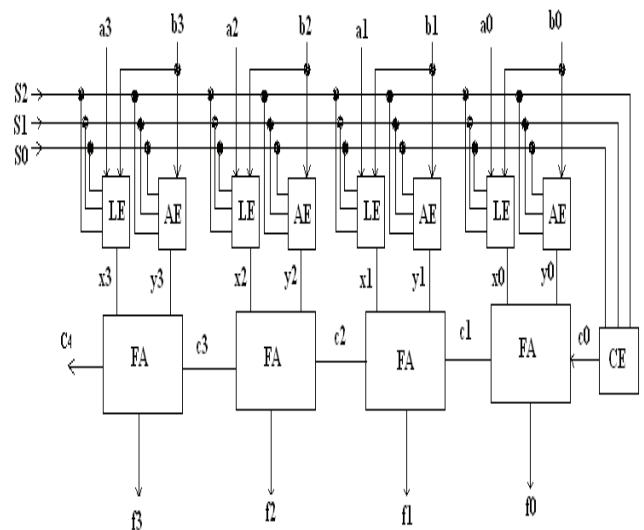 a3 b3 a2 b2 a1 b1 a0 b0
S2
S1
S0
LE AE LE AE LE AE LE AE
x3 y3 x2 y2 x1 y1 x0 y0
C4 c3 c2 c1 c0
FA FA FA FA CE
f3 f2 f1 f0